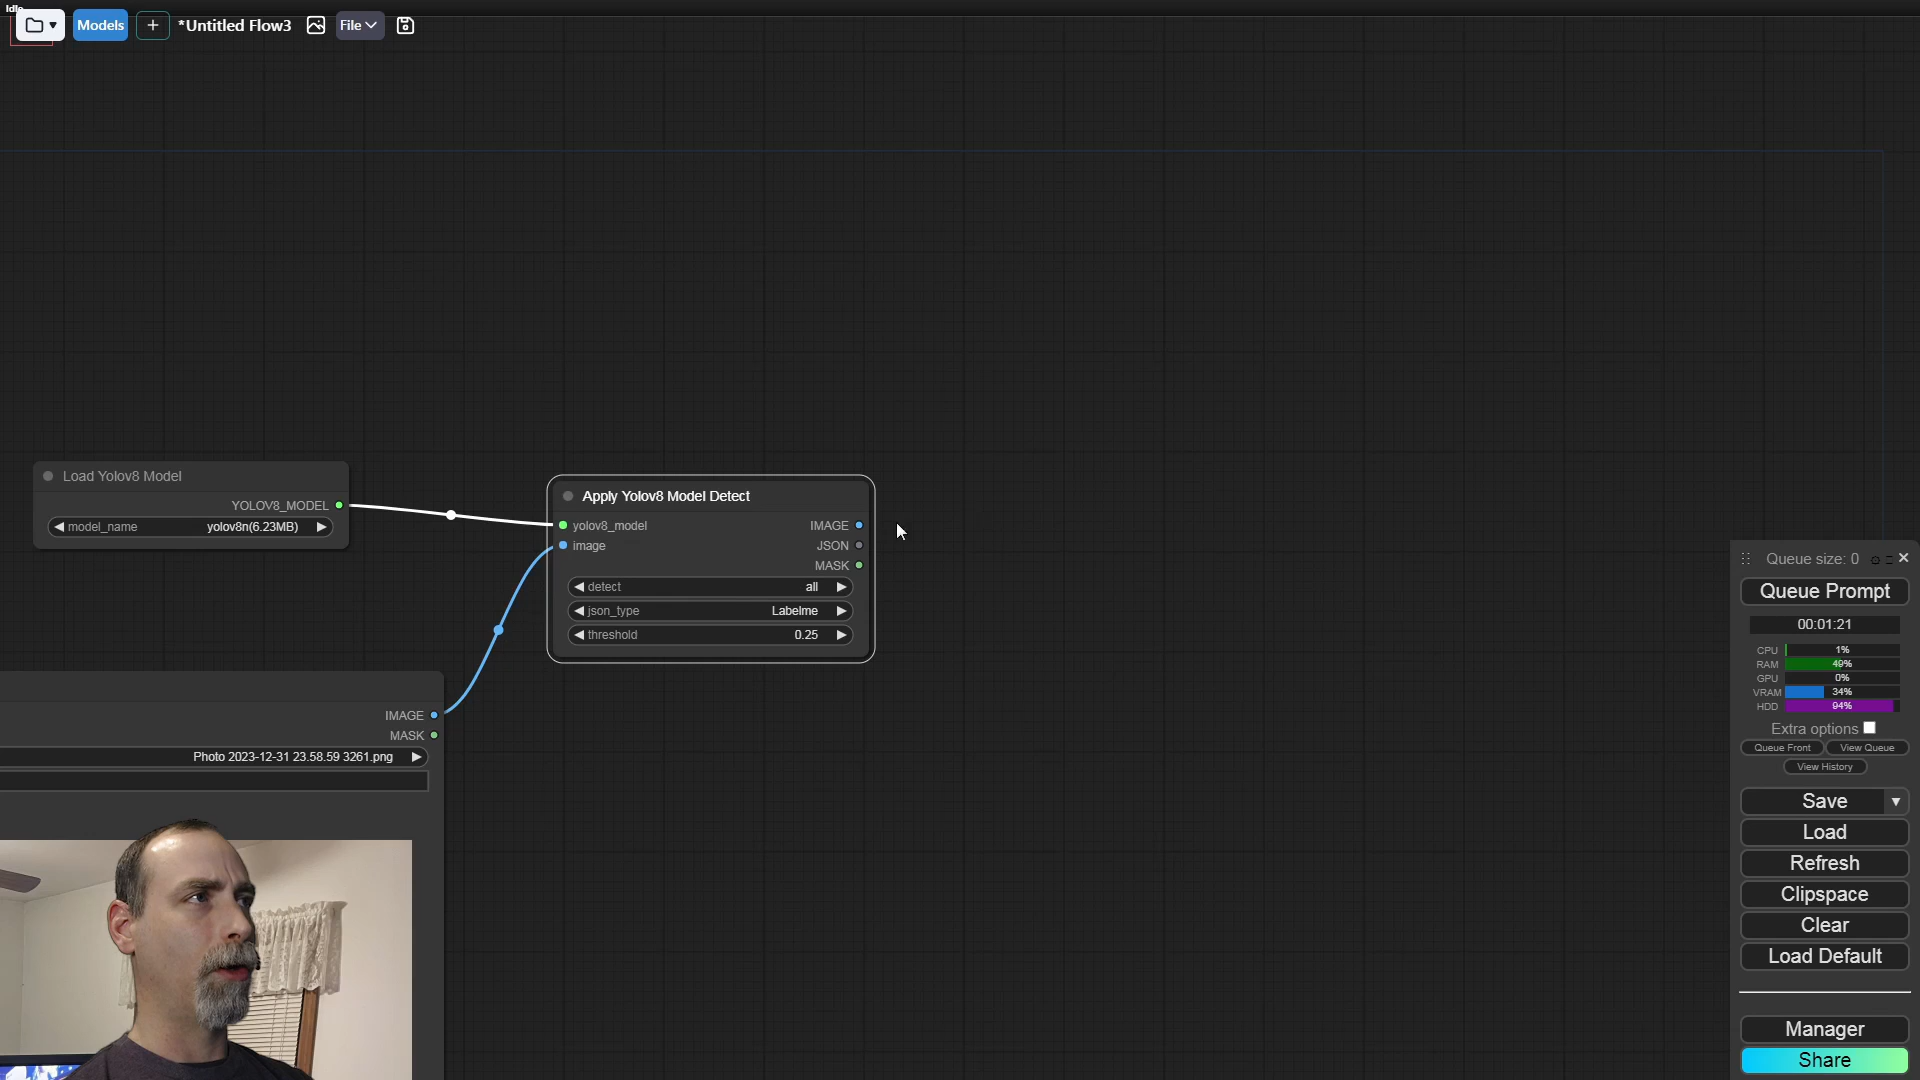 Idle
Models
+
*Untitled Flow3
File
Load Yolov8 Model
YOLOV8_MODEL
model_name yolov8n(6.23MB)
Apply Yolov8 Model Detect
yolov8_model IMAGE
image JSON
MASK
detect all
json_type Labelme
threshold 0.25
IMAGE
MASK
Photo 2023-12-31 23.58.59 3261.png
Queue size: 0
Queue Prompt
00:01:21
CPU 1%
RAM 49%
GPU 0%
VRAM 34%
HDD 94%
Extra options
Queue Front View Queue
View History
Save
Load
Refresh
Clipspace
Clear
Load Default
Manager
Share